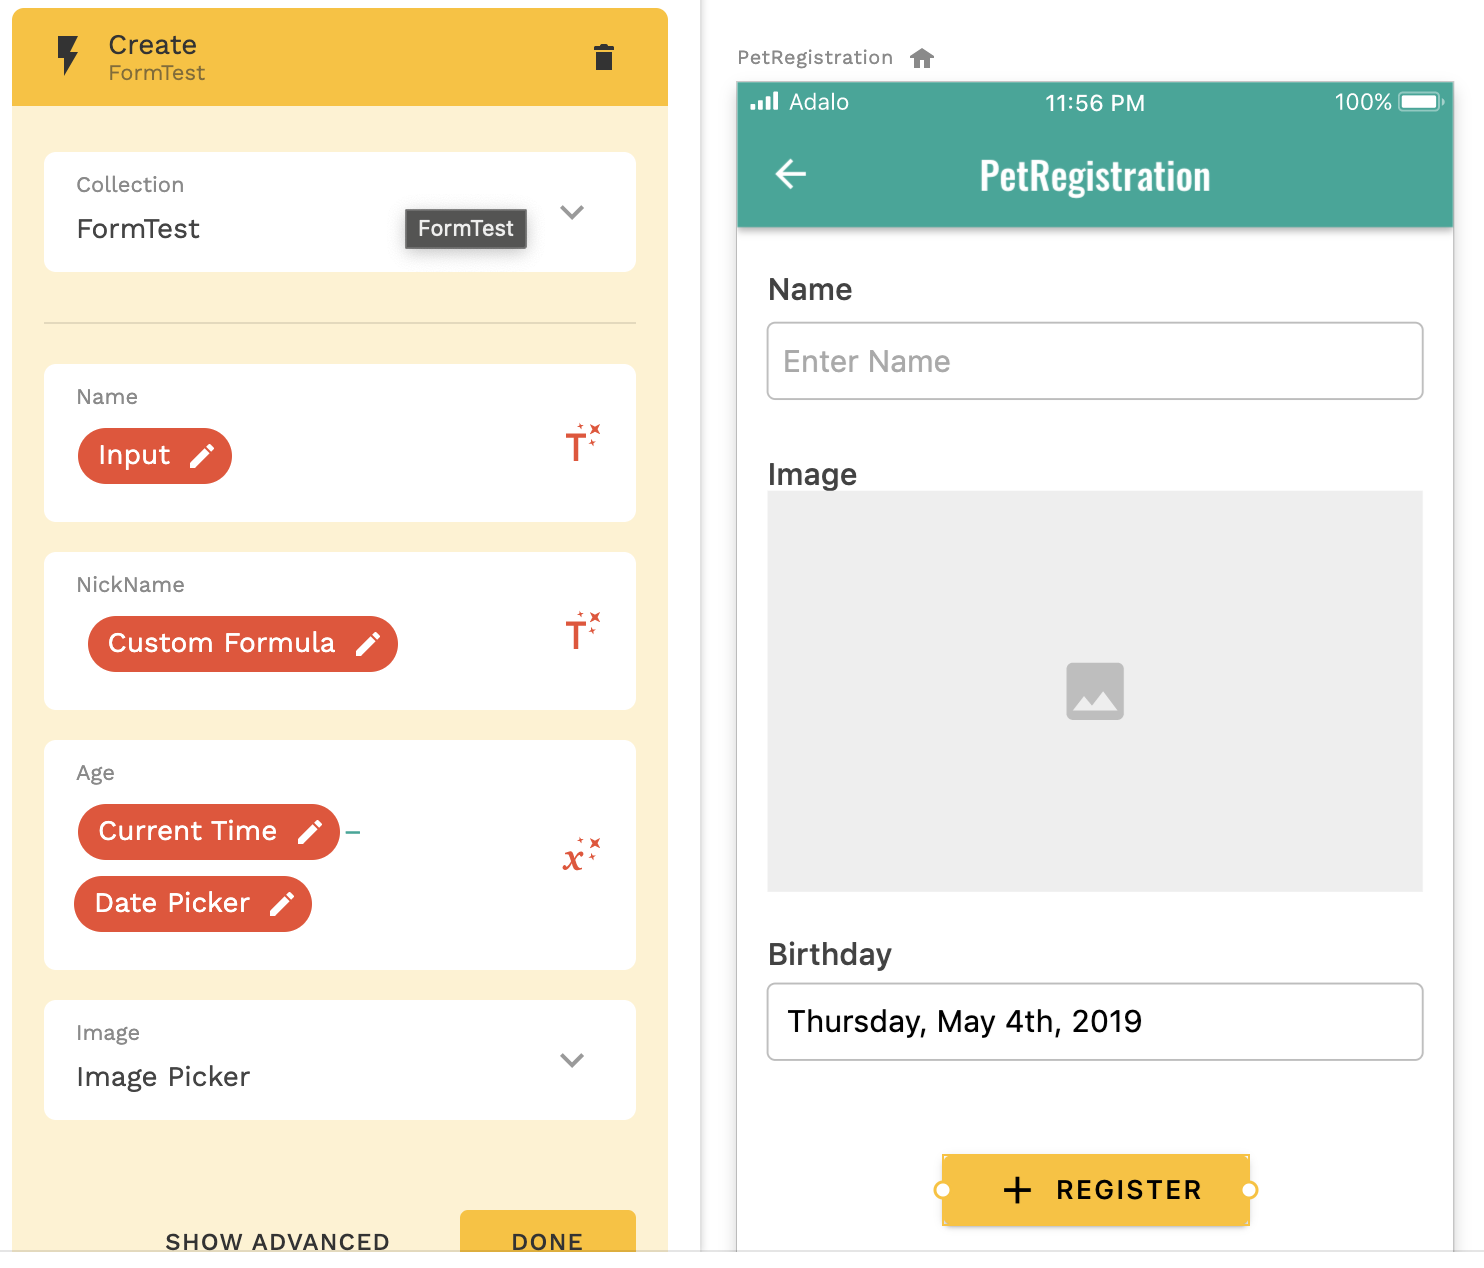 Create
FormTest
Collection
FormTest
FormTest
Name
Input
NickName
Custom Formula
Age
Current Time –
Date Picker
Image
Image Picker
SHOW ADVANCED
DONE
PetRegistration
Adalo
11:56 PM
100%
PetRegistration
Name
Enter Name
Image
Birthday
Thursday, May 4th, 2019
+ REGISTER